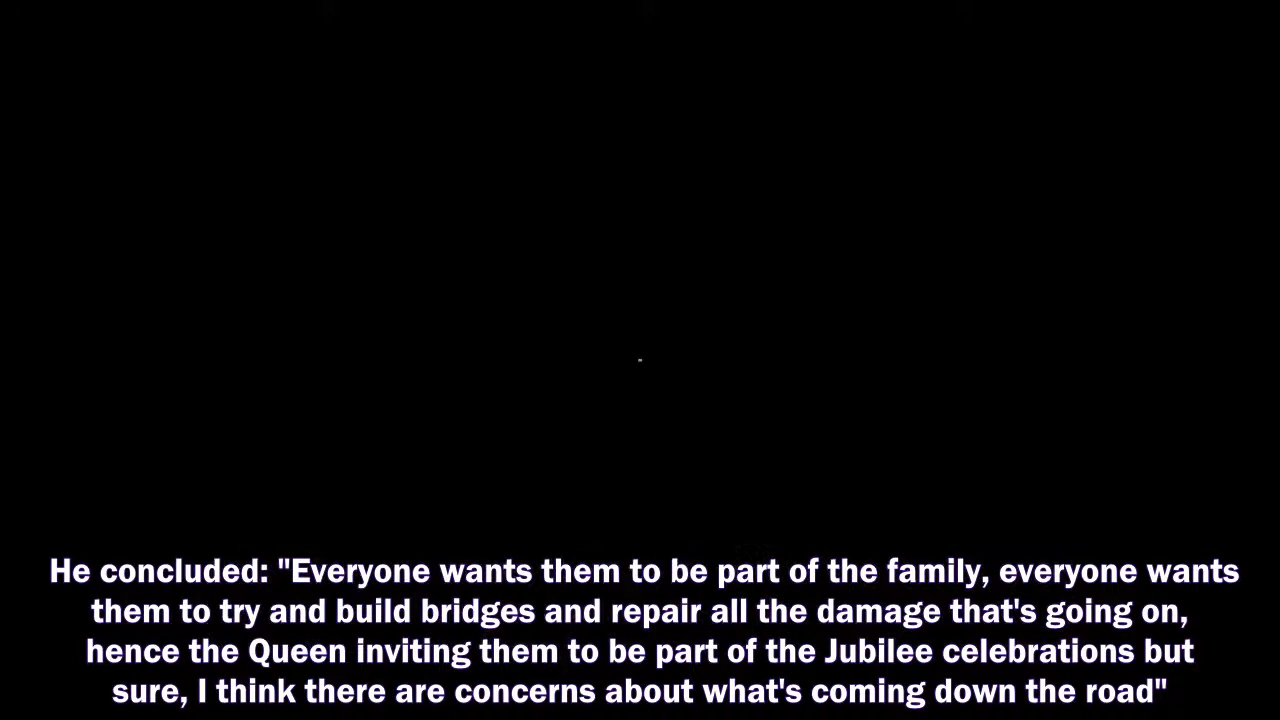 He concluded: "Everyone wants them to be part of the family, everyone wants
them to try and build bridges and repair all the damage that's going on,
hence the Queen inviting them to be part of the Jubilee celebrations but
sure, I think there are concerns about what's coming down the road"